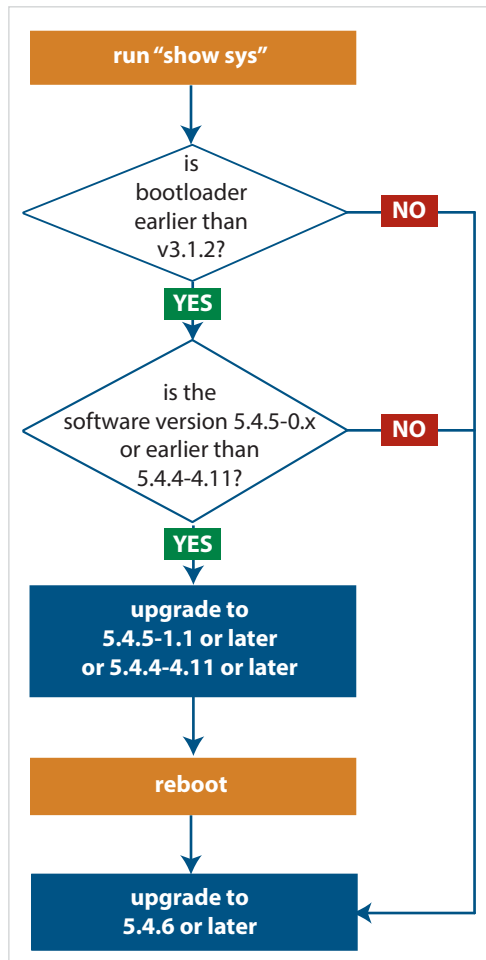 run “show sys”
is
bootloader
earlier than
v3.1.2?
NO
YES
is the
software version 5.4.5-0.x
or earlier than
5.4.4-4.11?
NO
YES
upgrade to
5.4.5-1.1 or later
or 5.4.4-4.11 or later
reboot
upgrade to
5.4.6 or later